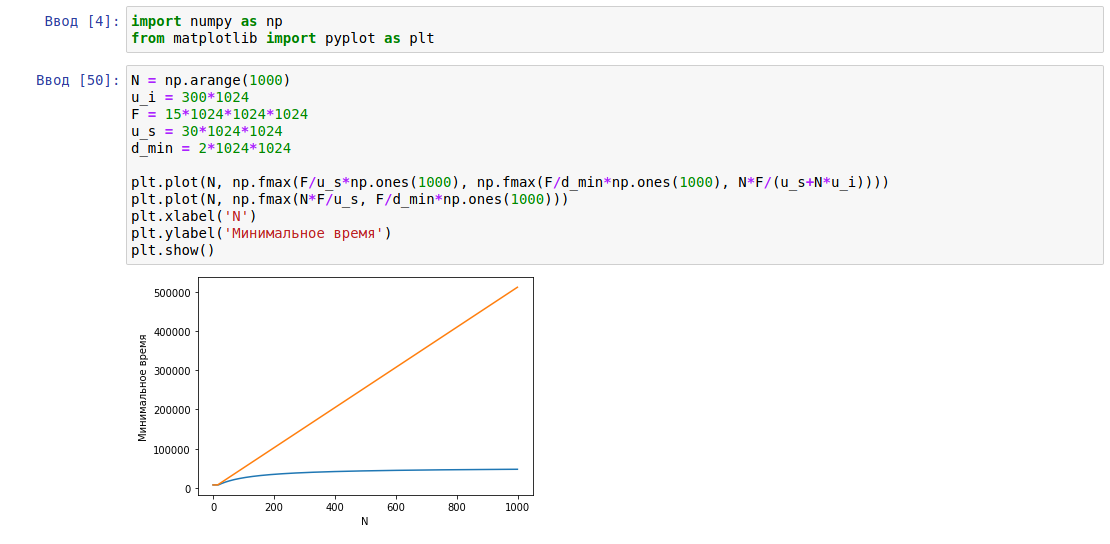 Ввод [4]:
import numpy as np
from matplotlib import pyplot as plt
Ввод [50]:
N = np.arange(1000)
u_i = 300*1024
F = 15*1024*1024*1024
u_s = 30*1024*1024
d_min = 2*1024*1024
plt.plot(N, np.fmax(F/u_s*np.ones(1000), np.fmax(F/d_min*np.ones(1000), N*F/(u_s+N*u_i))))
plt.plot(N, np.fmax(N*F/u_s, F/d_min*np.ones(1000)))
plt.xlabel('N')
plt.ylabel('Минимальное время')
plt.show()
Минимальное время
500000
400000
300000
200000
100000
0
0 200 400 600 800 1000
N